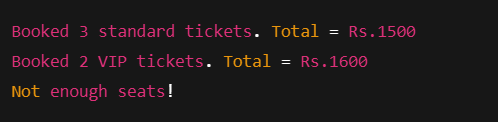 Booked 3 standard tickets. Total = Rs.1500
Booked 2 VIP tickets. Total = Rs.1600
Not enough seats!